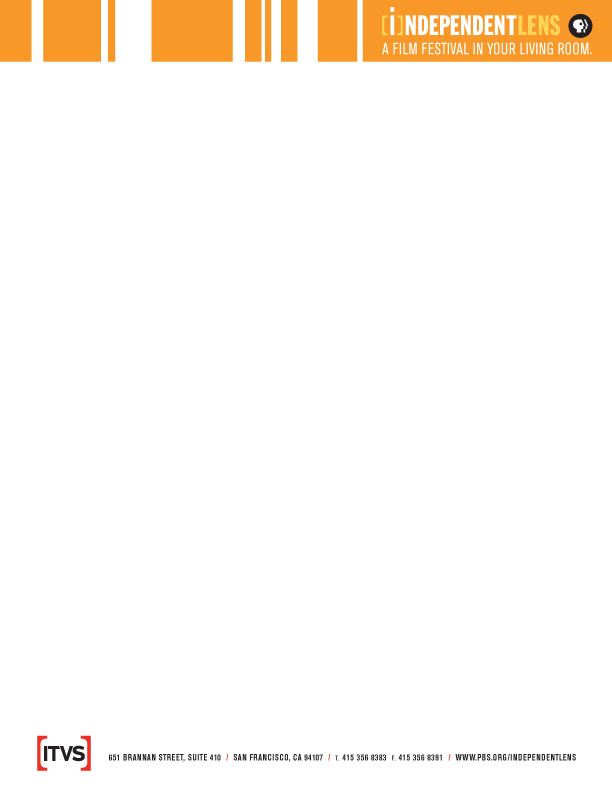 [i]NDEPENDENTLENS
A FILM FESTIVAL IN YOUR LIVING ROOM.
[ITVS] 651 BRANNAN STREET, SUITE 410 / SAN FRANCISCO, CA 94107 / T. 415 356 8383 F. 415 356 8391 / WWW.PBS.ORG/INDEPENDENTLENS